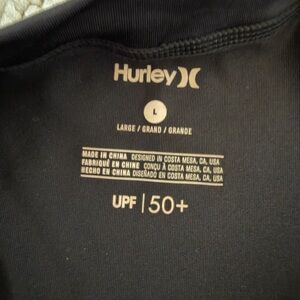 Hurley
L
LARGE / GRAND / GRANDE
MADE IN CHINA DESIGNED IN COSTA MESA, CA, USA
FABRIQUÉ EN CHINE CONÇU À COSTA MESA, CA, USA
HECHO EN CHINA DISEÑADO EN COSTA MESA, CA, USA
UPF | 50+